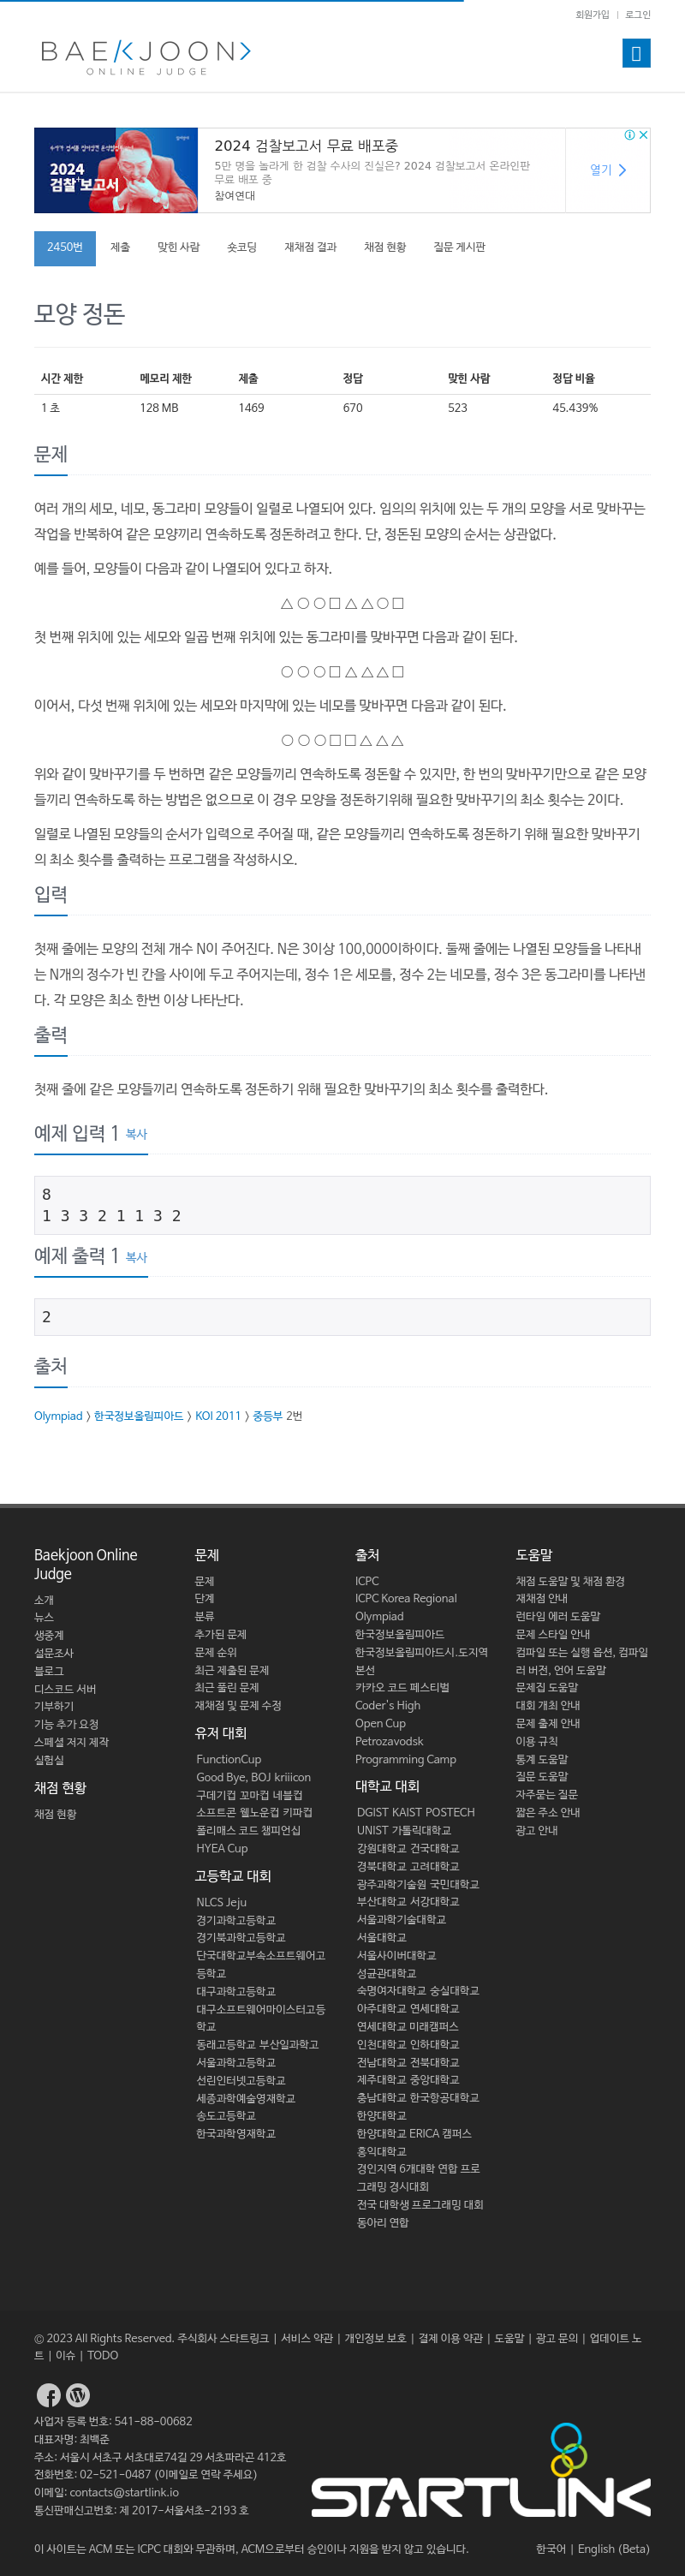 회원가입 | 로그인
BAEKJOON
ONLINE JUDGE
2024
검찰+보고서
2024 검찰보고서 무료 배포중
5만 명을 놀라게 한 검찰 수사의 진실은? 2024 검찰보고서 온라인판
무료 배포 중
참여연대
열기
2450번 제출 맞힌 사람 숏코딩 재채점 결과 채점 현황 질문 게시판
모양 정돈
시간 제한 메모리 제한 제출 정답 맞힌 사람 정답 비율
1 초 128 MB 1469 670 523 45.439%
문제
여러 개의 세모, 네모, 동그라미 모양들이 일렬로 나열되어 있다. 임의의 위치에 있는 두 개의 모양을 서로 맞바꾸는
작업을 반복하여 같은 모양끼리 연속하도록 정돈하려고 한다. 단, 정돈된 모양의 순서는 상관없다.
예를 들어, 모양들이 다음과 같이 나열되어 있다고 하자.
△ ○ ○ □ △ △ ○ □
첫 번째 위치에 있는 세모와 일곱 번째 위치에 있는 동그라미를 맞바꾸면 다음과 같이 된다.
○ ○ ○ □ △ △ △ □
이어서, 다섯 번째 위치에 있는 세모와 마지막에 있는 네모를 맞바꾸면 다음과 같이 된다.
○ ○ ○ □ □ △ △ △
위와 같이 맞바꾸기를 두 번하면 같은 모양들끼리 연속하도록 정돈할 수 있지만, 한 번의 맞바꾸기만으로 같은 모양
들끼리 연속하도록 하는 방법은 없으므로 이 경우 모양을 정돈하기위해 필요한 맞바꾸기의 최소 횟수는 2이다.
일렬로 나열된 모양들의 순서가 입력으로 주어질 때, 같은 모양들끼리 연속하도록 정돈하기 위해 필요한 맞바꾸기
의 최소 횟수를 출력하는 프로그램을 작성하시오.
입력
첫째 줄에는 모양의 전체 개수 N이 주어진다. N은 3이상 100,000이하이다. 둘째 줄에는 나열된 모양들을 나타내
는 N개의 정수가 빈 칸을 사이에 두고 주어지는데, 정수 1은 세모를, 정수 2는 네모를, 정수 3은 동그라미를 나타낸
다. 각 모양은 최소 한번 이상 나타난다.
출력
첫째 줄에 같은 모양들끼리 연속하도록 정돈하기 위해 필요한 맞바꾸기의 최소 횟수를 출력한다.
예제 입력 1 복사
8
1 3 3 2 1 1 3 2
예제 출력 1 복사
2
출처
Olympiad > 한국정보올림피아드 > KOI 2011 > 중등부 2번
Baekjoon Online
Judge
소개
뉴스
생중계
설문조사
블로그
디스코드 서버
기부하기
기능 추가 요청
스페셜 저지 제작
실험실
채점 현황
채점 현황
문제
문제
단계
분류
추가된 문제
문제 순위
최근 제출된 문제
최근 풀린 문제
재채점 및 문제 수정
유저 대회
FunctionCup
Good Bye, BOJ kriiicon
구데기컵 꼬마컵 네블컵
소프트콘 웰노운컵 키파컵
폴리매스 코드 챔피언십
HYEA Cup
고등학교 대회
NLCS Jeju
경기과학고등학교
경기북과학고등학교
단국대학교부속소프트웨어고
등학교
대구과학고등학교
대구소프트웨어마이스터고등
학교
동래고등학교 부산일과학고
서울과학고등학교
선린인터넷고등학교
세종과학예술영재학교
송도고등학교
한국과학영재학교
출처
ICPC
ICPC Korea Regional
Olympiad
한국정보올림피아드
한국정보올림피아드시.도지역
본선
카카오 코드 페스티벌
Coder's High
Open Cup
Petrozavodsk
Programming Camp
대학교 대회
DGIST KAIST POSTECH
UNIST 가톨릭대학교
강원대학교 건국대학교
경북대학교 고려대학교
광주과학기술원 국민대학교
부산대학교 서강대학교
서울과학기술대학교
서울대학교
서울사이버대학교
성균관대학교
숙명여자대학교 숭실대학교
아주대학교 연세대학교
연세대학교 미래캠퍼스
인천대학교 인하대학교
전남대학교 전북대학교
제주대학교 중앙대학교
충남대학교 한국항공대학교
한양대학교
한양대학교 ERICA 캠퍼스
홍익대학교
경인지역 6개대학 연합 프로
그래밍 경시대회
전국 대학생 프로그래밍 대회
동아리 연합
도움말
채점 도움말 및 채점 환경
재채점 안내
런타임 에러 도움말
문제 스타일 안내
컴파일 또는 실행 옵션, 컴파일
러 버전, 언어 도움말
문제집 도움말
대회 개최 안내
문제 출제 안내
이용 규칙
통계 도움말
질문 도움말
자주묻는 질문
짧은 주소 안내
광고 안내
© 2023 All Rights Reserved. 주식회사 스타트링크 | 서비스 약관 | 개인정보 보호 | 결제 이용 약관 | 도움말 | 광고 문의 | 업데이트 노
트 | 이슈 | TODO
사업자 등록 번호: 541-88-00682
대표자명: 최백준
주소: 서울시 서초구 서초대로74길 29 서초파라곤 412호
전화번호: 02-521-0487 (이메일로 연락 주세요)
이메일: contacts@startlink.io
통신판매신고번호: 제 2017-서울서초-2193 호
STARTLINK
이 사이트는 ACM 또는 ICPC 대회와 무관하며, ACM으로부터 승인이나 지원을 받지 않고 있습니다. 한국어 | English (Beta)